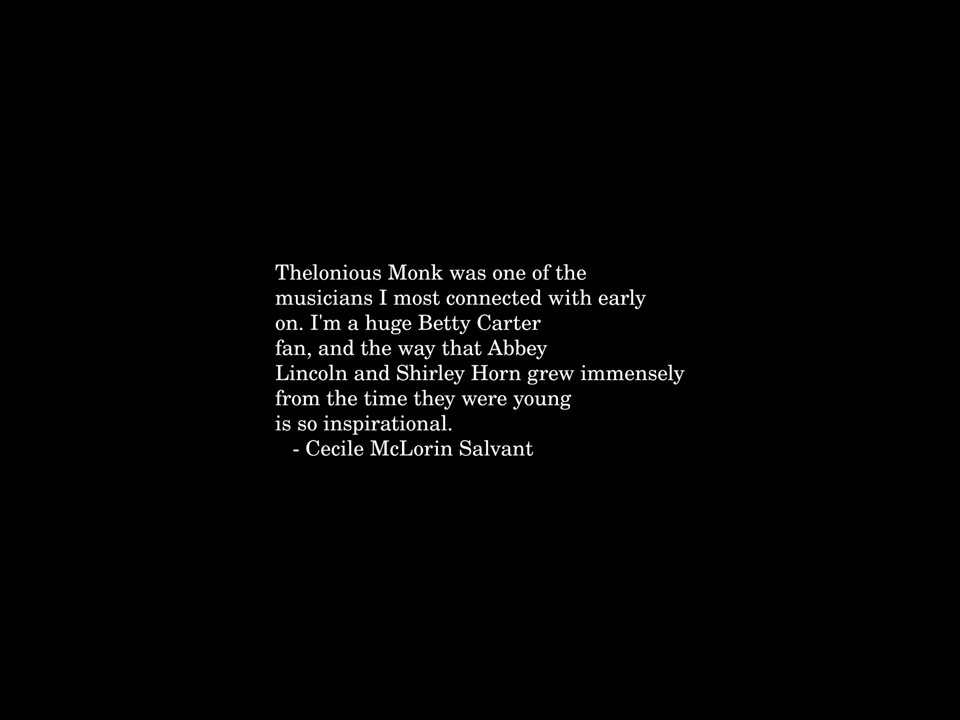 Thelonious Monk was one of the
musicians I most connected with early
on. I'm a huge Betty Carter
fan, and the way that Abbey
Lincoln and Shirley Horn grew immensely
from the time they were young
is so inspirational.
- Cecile McLorin Salvant